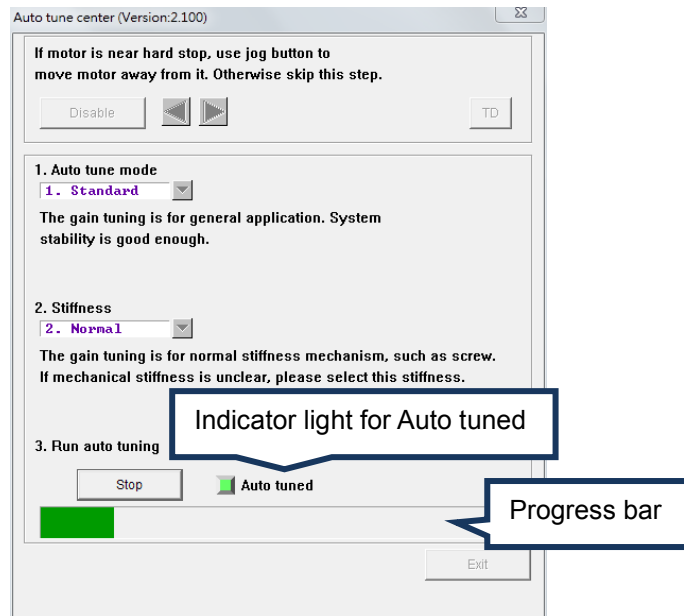 Auto tune center (Version:2.100)
If motor is near hard stop, use jog button to
move motor away from it. Otherwise skip this step.
Disable
TD
1. Auto tune mode
1. Standard
The gain tuning is for general application. System
stability is good enough.
2. Stiffness
2. Normal
The gain tuning is for normal stiffness mechanism, such as screw.
If mechanical stiffness is unclear, please select this stiffness.
Indicator light for Auto tuned
3. Run auto tuning
Stop
Auto tuned
Progress bar
Exit